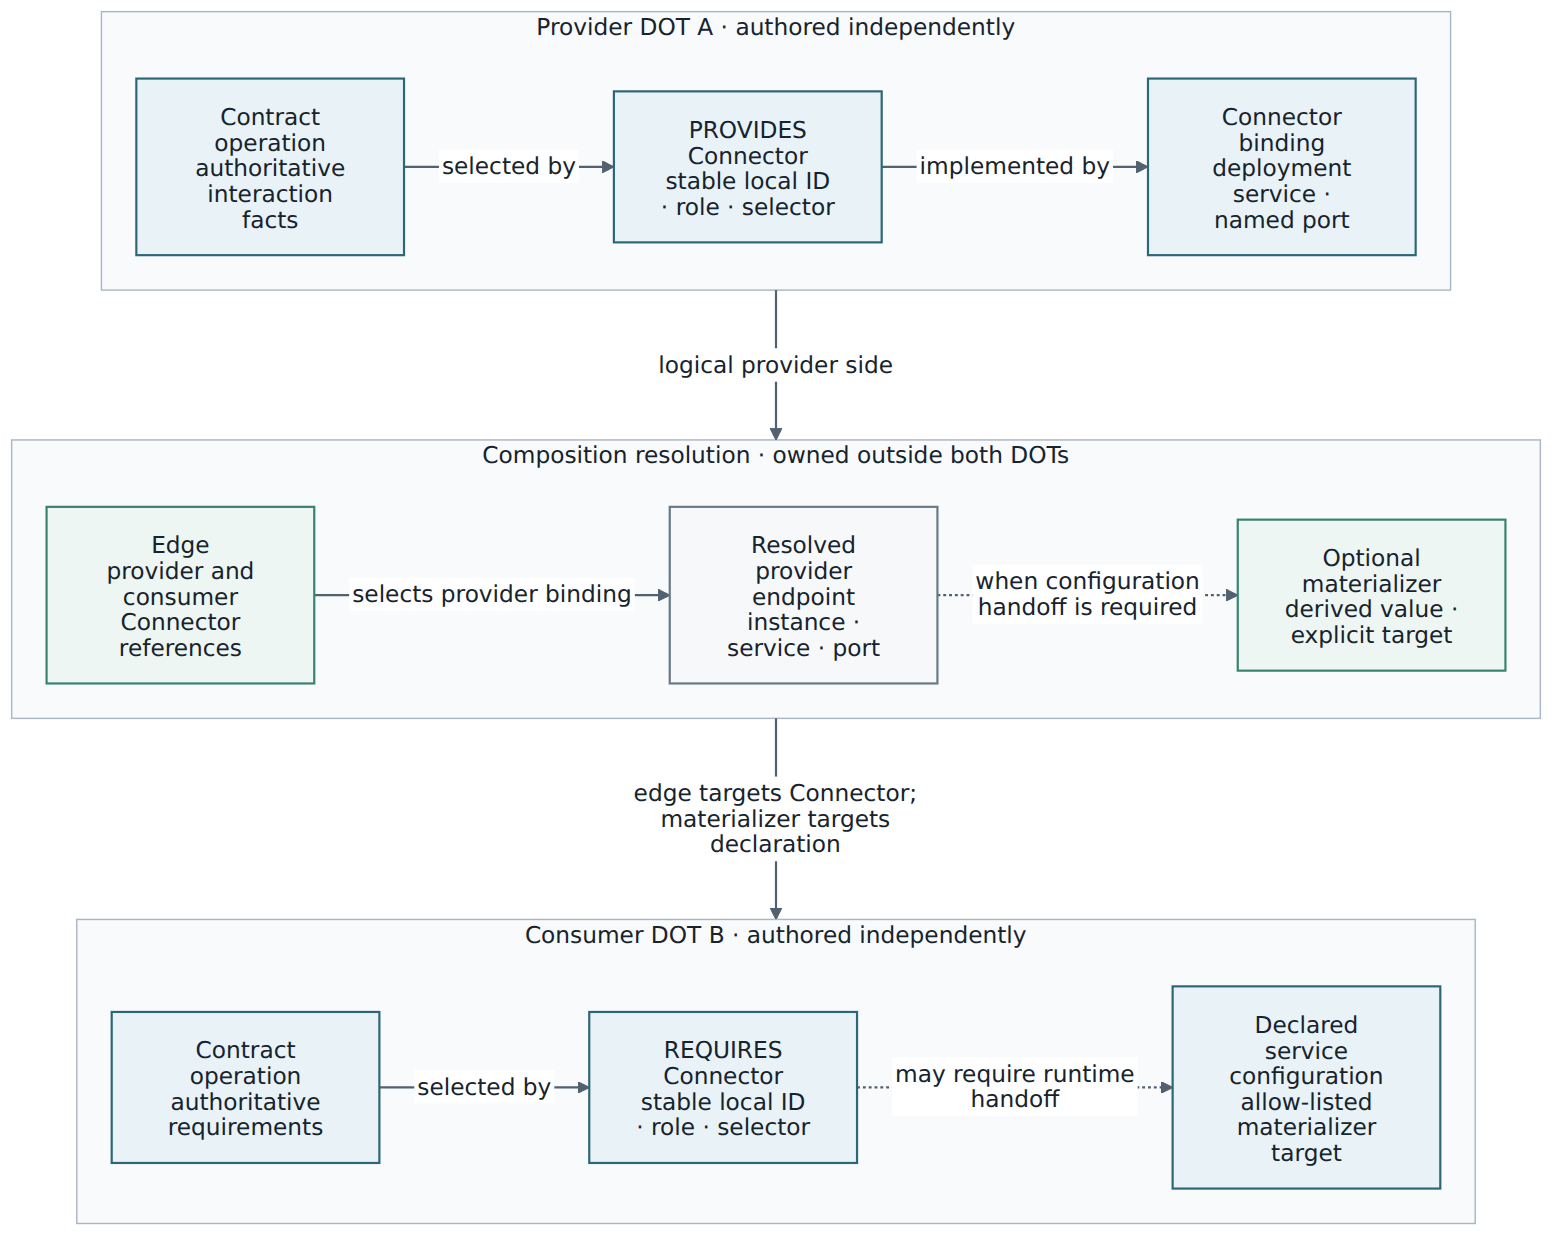 Provider DOT A · authored independently
Contract
operation
authoritative
interaction
facts
selected by
PROVIDES
Connector
stable local ID
· role · selector
implemented by
Connector
binding
deployment
service ·
named port
logical provider side
Composition resolution · owned outside both DOTs
Edge
provider and
consumer
Connector
references
selects provider binding
Resolved
provider
endpoint
instance ·
service · port
when configuration
handoff is required
Optional
materializer
derived value ·
explicit target
edge targets Connector;
materializer targets
declaration
Consumer DOT B · authored independently
Contract
operation
authoritative
requirements
selected by
REQUIRES
Connector
stable local ID
· role · selector
may require runtime
handoff
Declared
service
configuration
allow-listed
materializer
target